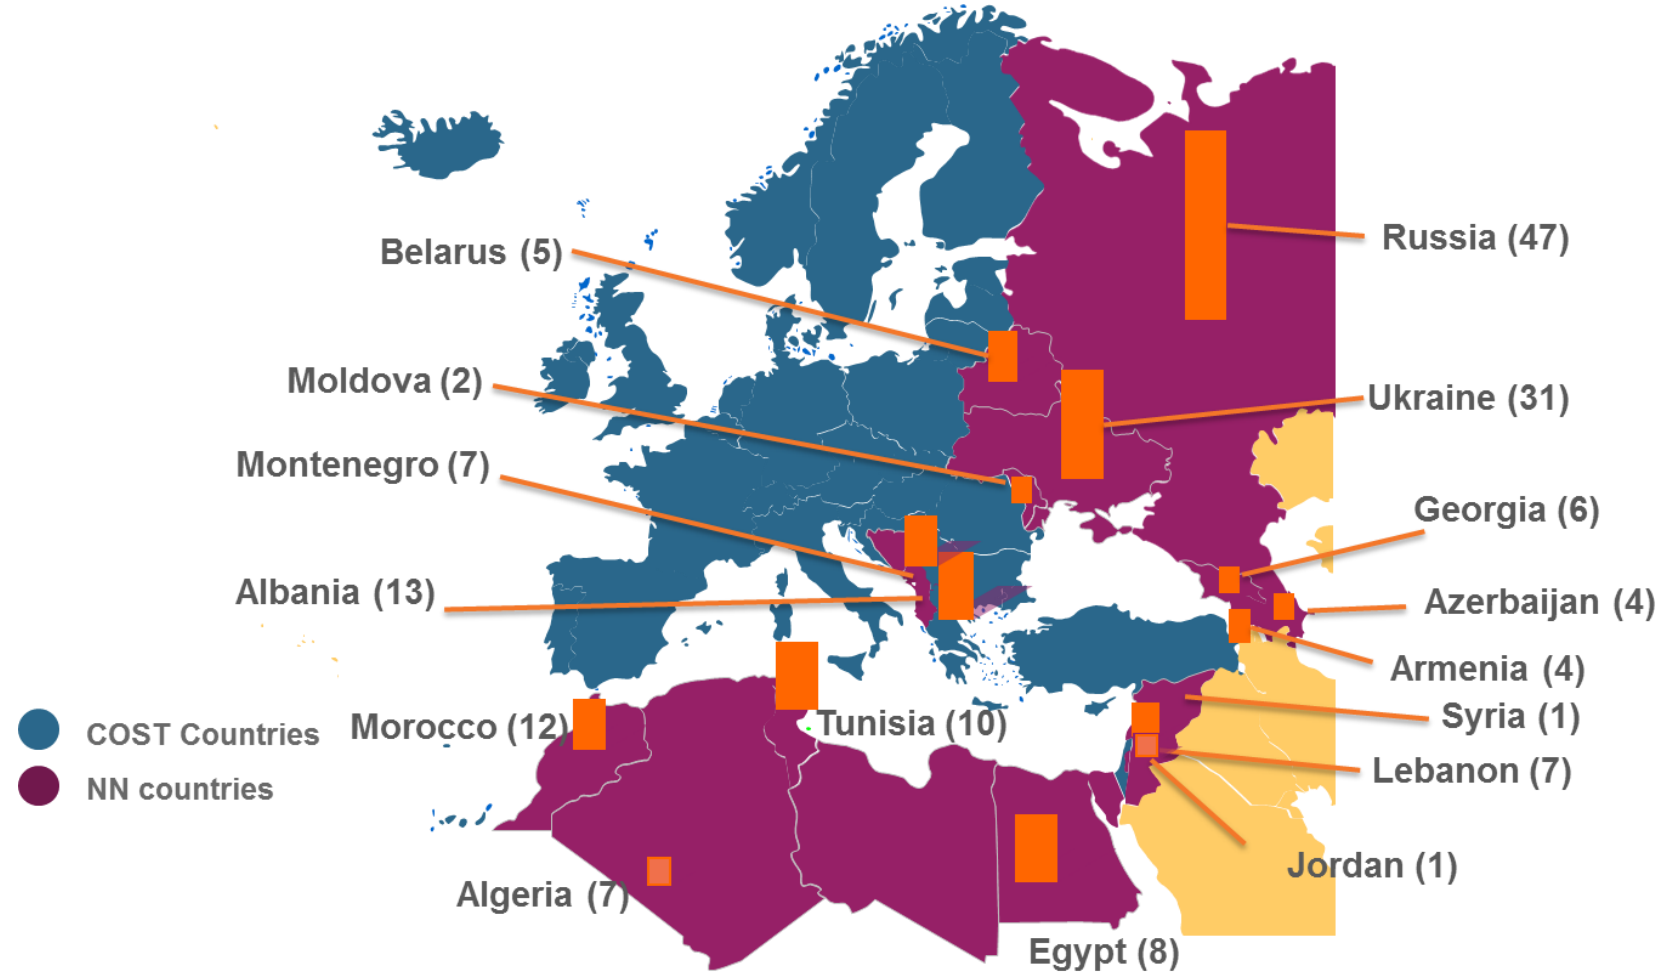 Russia (47)
Belarus (5)
Moldova (2)
Ukraine (31)
Montenegro (7)
Georgia (6)
Albania (13)
Azerbaijan (4)
Armenia (4)
Syria (1)
Morocco (12)
Tunisia (10)
COST Countries
Lebanon (7)
NN countries
Jordan (1)
Algeria (7)
Egypt (8)